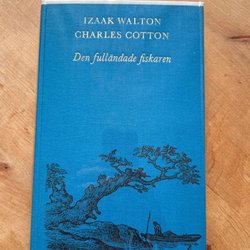 IZAAK WALTON
CHARLES COTTON
Den fulländade fiskaren